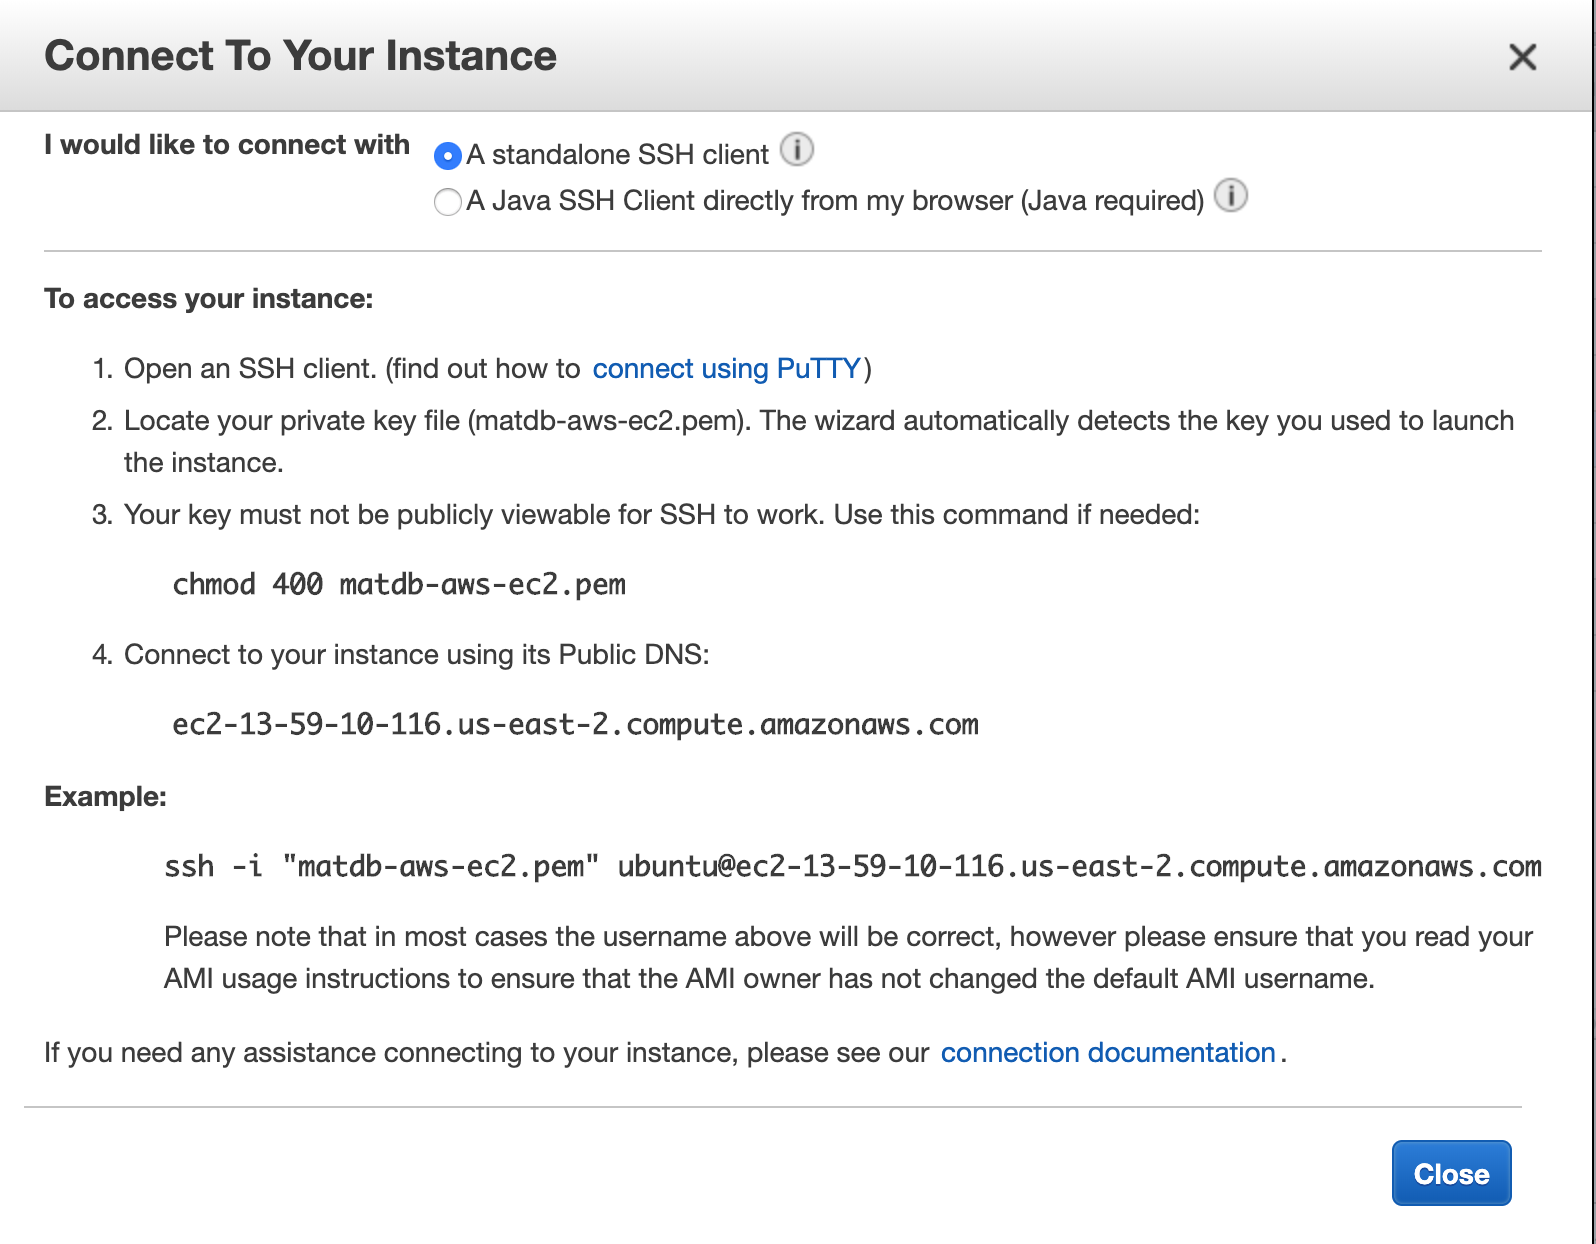 Connect To Your Instance
I would like to connect with
A standalone SSH client
A Java SSH Client directly from my browser (Java required)
To access your instance:
1. Open an SSH client. (find out how to connect using PuTTY)
2. Locate your private key file (matdb-aws-ec2.pem). The wizard automatically detects the key you used to launch
the instance.
3. Your key must not be publicly viewable for SSH to work. Use this command if needed:
chmod 400 matdb-aws-ec2.pem
4. Connect to your instance using its Public DNS:
ec2-13-59-10-116.us-east-2.compute.amazonaws.com
Example:
ssh -i "matdb-aws-ec2.pem" ubuntu@ec2-13-59-10-116.us-east-2.compute.amazonaws.com
Please note that in most cases the username above will be correct, however please ensure that you read your
AMI usage instructions to ensure that the AMI owner has not changed the default AMI username.
If you need any assistance connecting to your instance, please see our connection documentation.
Close